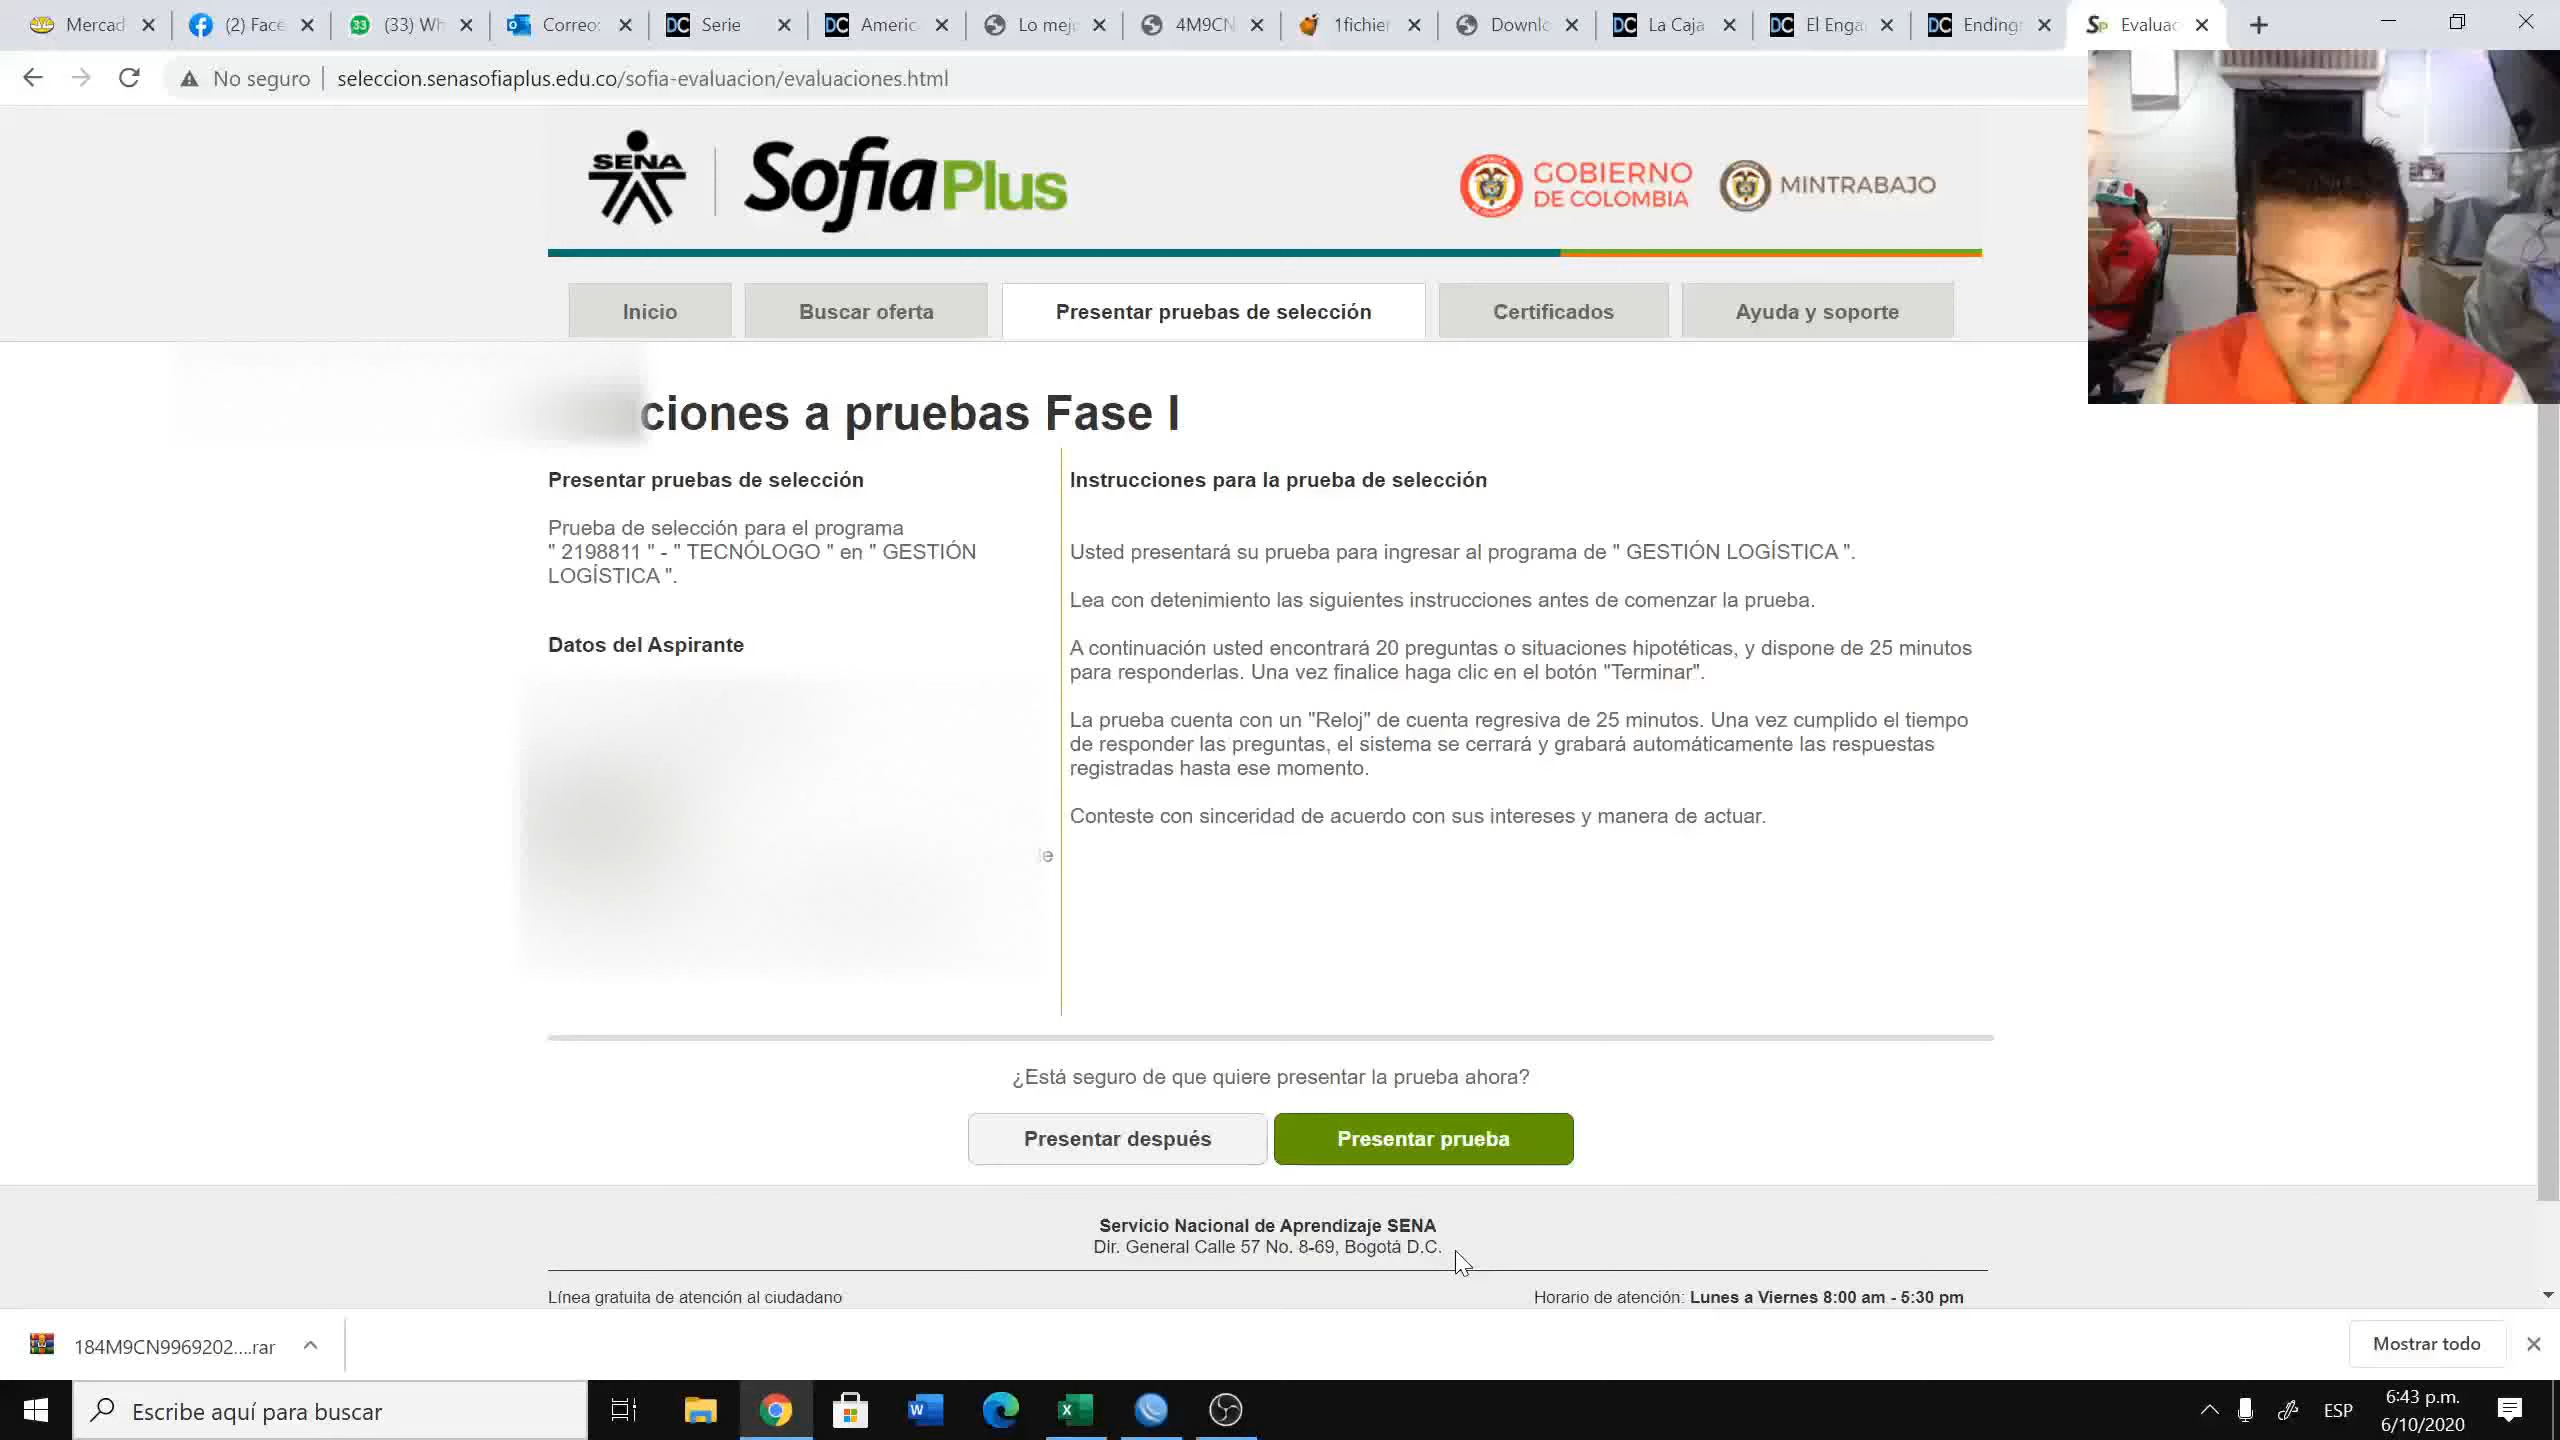 Mercad
(2) Face
(33) Wh
Correo:
DC Serie
DC Americ
Lo mejo
4M9CN
1fichier
Downlo
DC La Caja
DC El Enga
DC Ending
Sp Evaluac
No seguro | seleccion.senasofiaplus.edu.co/sofia-evaluacion/evaluaciones.html
SENA
SofiaPlus
GOBIERNO
DE COLOMBIA
MINTRABAJO
Inicio
Buscar oferta
Presentar pruebas de selección
Certificados
Ayuda y soporte
ciones a pruebas Fase I
Presentar pruebas de selección
Prueba de selección para el programa
" 2198811 " - " TECNÓLOGO " en " GESTIÓN
LOGÍSTICA ".
Datos del Aspirante
e
Instrucciones para la prueba de selección
Usted presentará su prueba para ingresar al programa de " GESTIÓN LOGÍSTICA ".
Lea con detenimiento las siguientes instrucciones antes de comenzar la prueba.
A continuación usted encontrará 20 preguntas o situaciones hipotéticas, y dispone de 25 minutos
para responderlas. Una vez finalice haga clic en el botón "Terminar".
La prueba cuenta con un "Reloj" de cuenta regresiva de 25 minutos. Una vez cumplido el tiempo
de responder las preguntas, el sistema se cerrará y grabará automáticamente las respuestas
registradas hasta ese momento.
Conteste con sinceridad de acuerdo con sus intereses y manera de actuar.
¿Está seguro de que quiere presentar la prueba ahora?
Presentar después
Presentar prueba
Servicio Nacional de Aprendizaje SENA
Dir. General Calle 57 No. 8-69, Bogotá D.C.
Línea gratuita de atención al ciudadano
Horario de atención: Lunes a Viernes 8:00 am - 5:30 pm
184M9CN9969202....rar
Mostrar todo
Escribe aquí para buscar
ESP
6:43 p.m.
6/10/2020